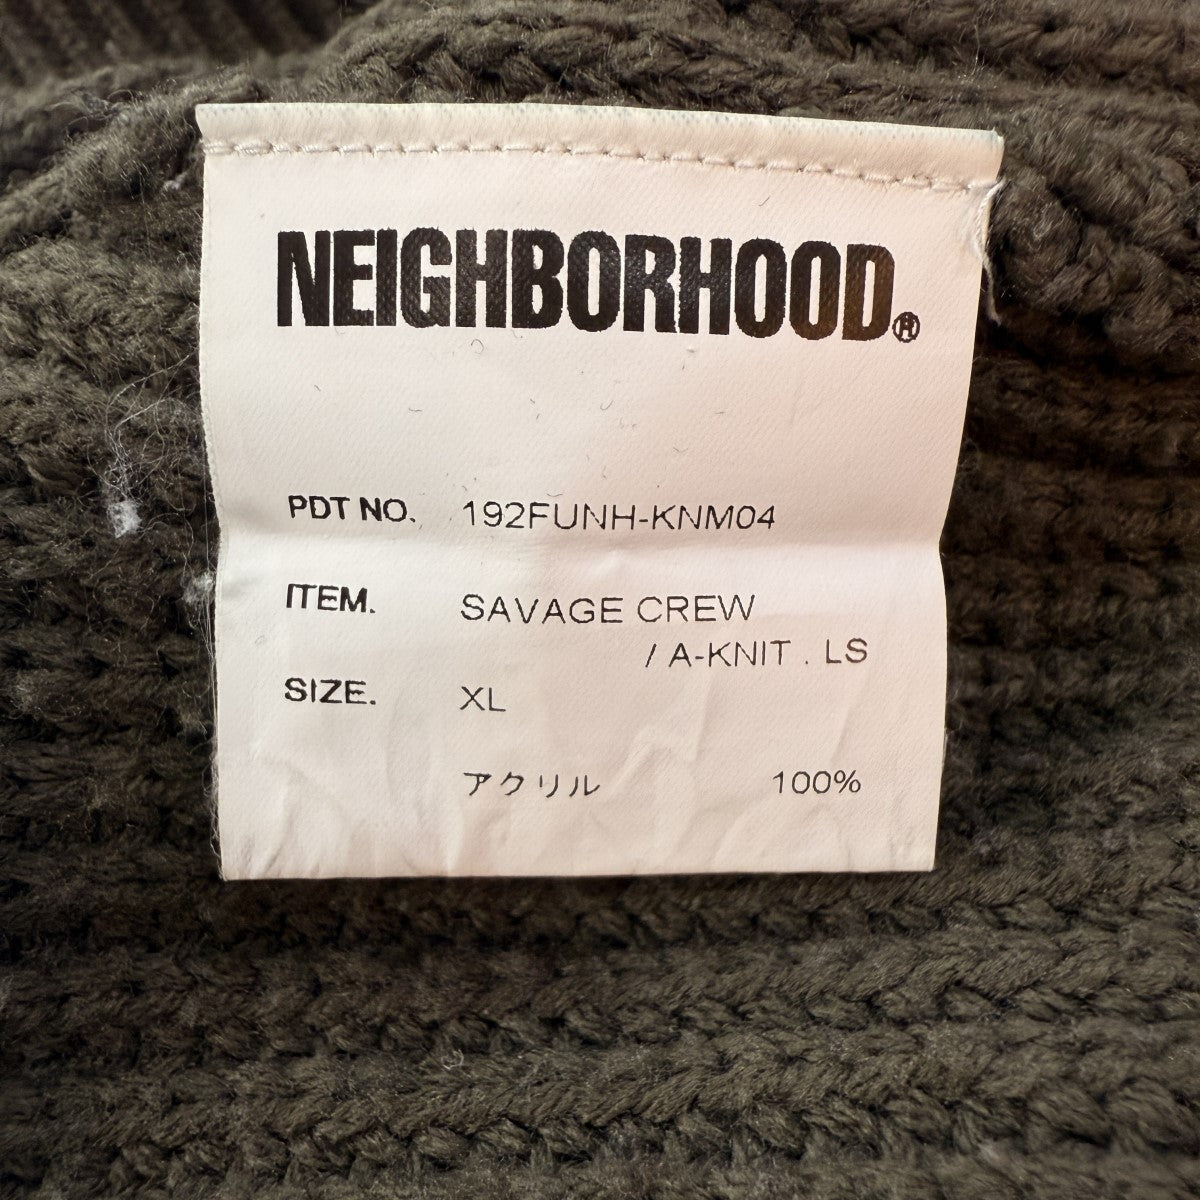 NEIGHBORHOOD®
PDT NO. 192FUNH-KNM04
ITEM. SAVAGE CREW
/ A-KNIT . LS
SIZE. XL
アクリル 100%